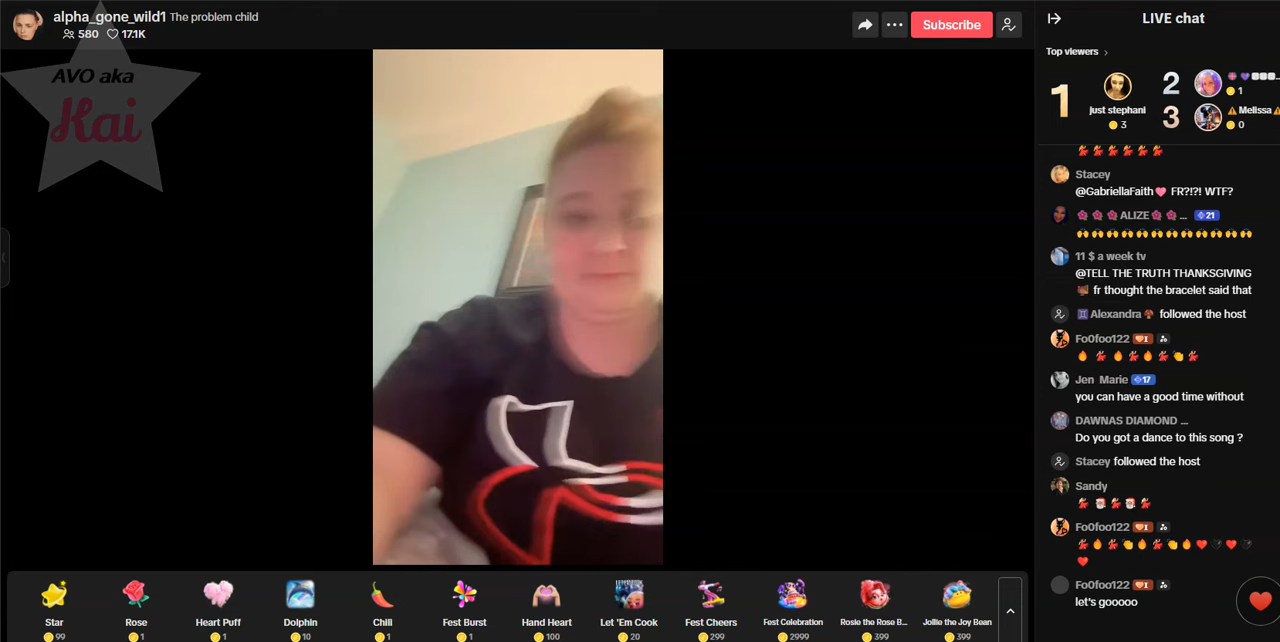 alpha_gone_wild1 The problem child
580 17.1K
Subscribe
AVO aka
Kai
LIVE chat
Top viewers
1
just stephani
3
2
1
3
Melissa
0
Stacey
@GabriellaFaith🩷 FR?!?! WTF?
🌺 🌺 🌺 ALIZE 🌺 🌺 ... 21
🙌🙌🙌🙌🙌🙌🙌🙌🙌🙌🙌🙌
11 $ a week tv
@TELL THE TRUTH THANKSGIVING
🦃 fr thought the bracelet said that
♊Alexandra🍄 followed the host
Fo0foo122 I
🔥 💃 🔥 💃 🔥 💃 👏 💃
Jen Marie 17
you can have a good time without
DAWNAS DIAMOND ...
Do you got a dance to this song ?
Stacey followed the host
Sandy
💃 🎅 💃 🎅 💃
Fo0foo122 I
Fo0foo122 I
let's gooooo
Star
99
Rose
1
Heart Puff
1
Dolphin
10
Chili
1
Fest Burst
1
Hand Heart
100
Let 'Em Cook
20
Fest Cheers
299
Fest Celebration
2999
Rosie the Rose B...
399
Jollie the Joy Bean
399